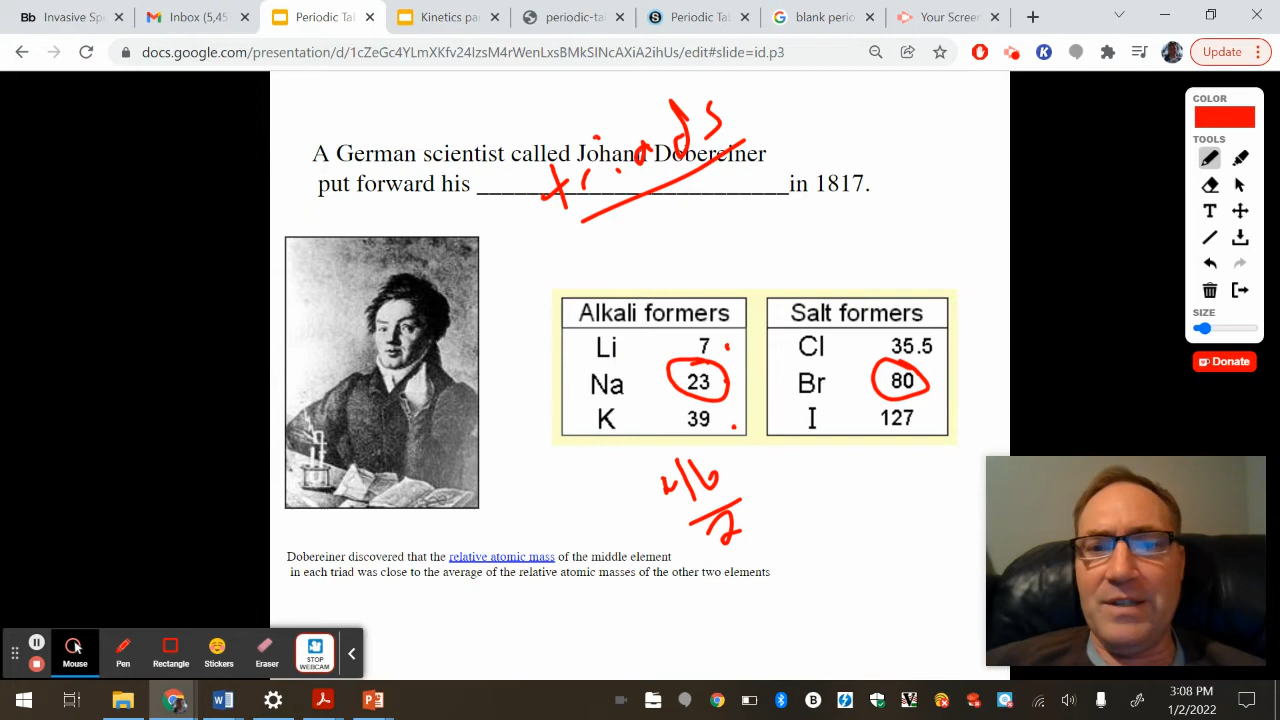 Bb Invasive Sp
Inbox (5,45
Periodic Ta
Kinetics pa
periodic-ta
Periodic Ta
blank perio
Your Screen
docs.google.com/presentation/d/1cZeGc4YLmXKfv24IzsM4rWenLxsBMkSINcAXiA2ihUs/edit#slide=id.p3
Update
triads
A German scientist called Johann Dobereiner
put forward his __________________________in 1817.
Alkali formers
Li 7
Na 23
K 39
Salt formers
Cl 35.5
Br 80
I 127
46
2
Dobereiner discovered that the relative atomic mass of the middle element
in each triad was close to the average of the relative atomic masses of the other two elements
COLOR
TOOLS
T
SIZE
Donate
Mouse
Pen
Rectangle
Stickers
Eraser
STOP
WEBCAM
3:08 PM
1/2/2022